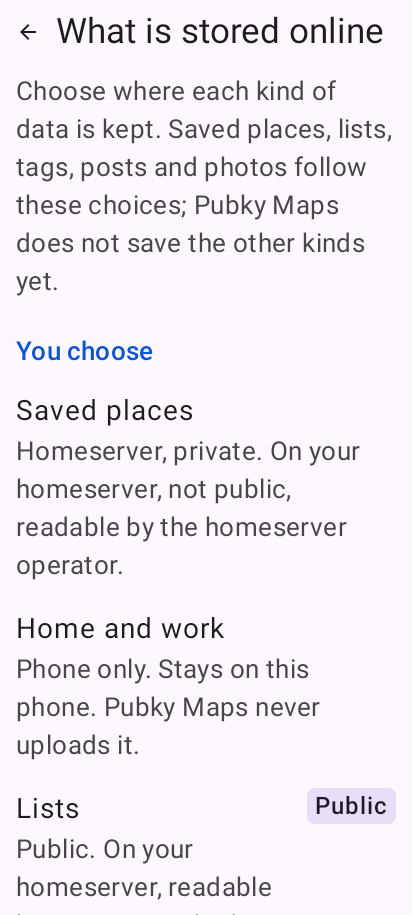 What is stored online
Choose where each kind of
data is kept. Saved places, lists,
tags, posts and photos follow
these choices; Pubky Maps
does not save the other kinds
yet.
You choose
Saved places
Homeserver, private. On your
homeserver, not public,
readable by the homeserver
operator.
Home and work
Phone only. Stays on this
phone. Pubky Maps never
uploads it.
Lists
Public
Public. On your
homeserver, readable